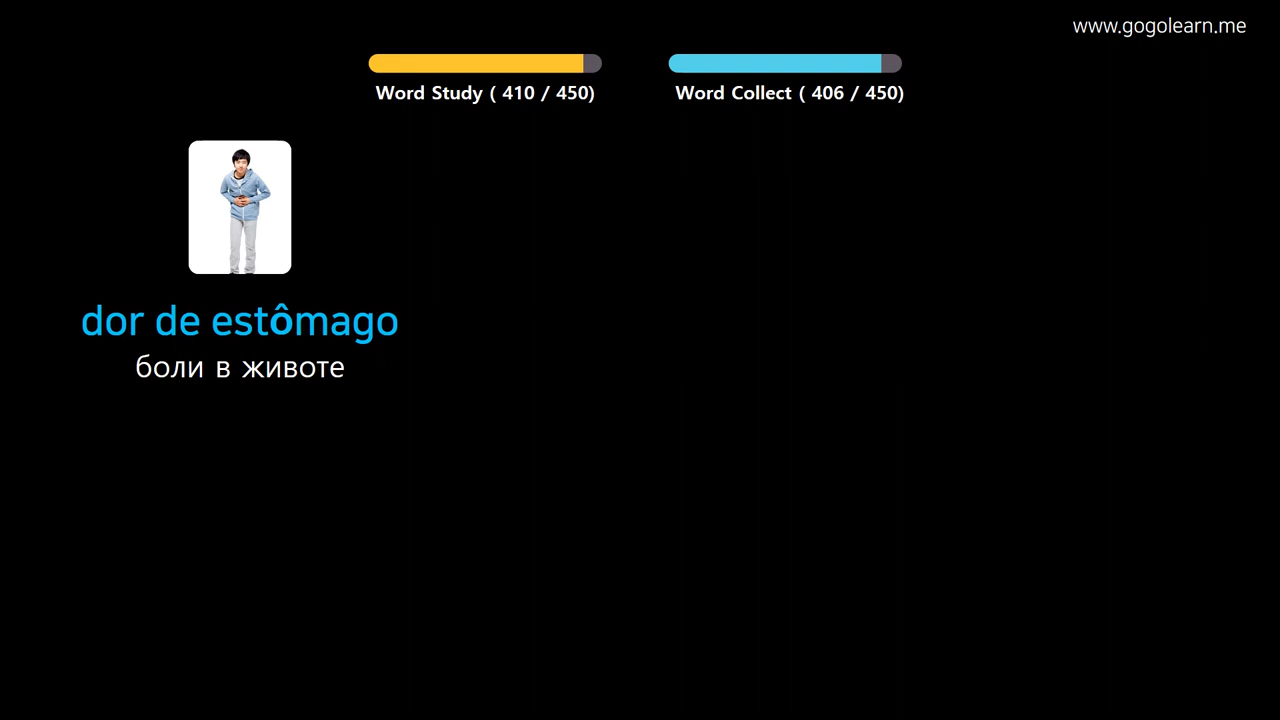 www.gogolearn.me
Word Study ( 410 / 450)
Word Collect ( 406 / 450)
dor de estômago
боли в животе